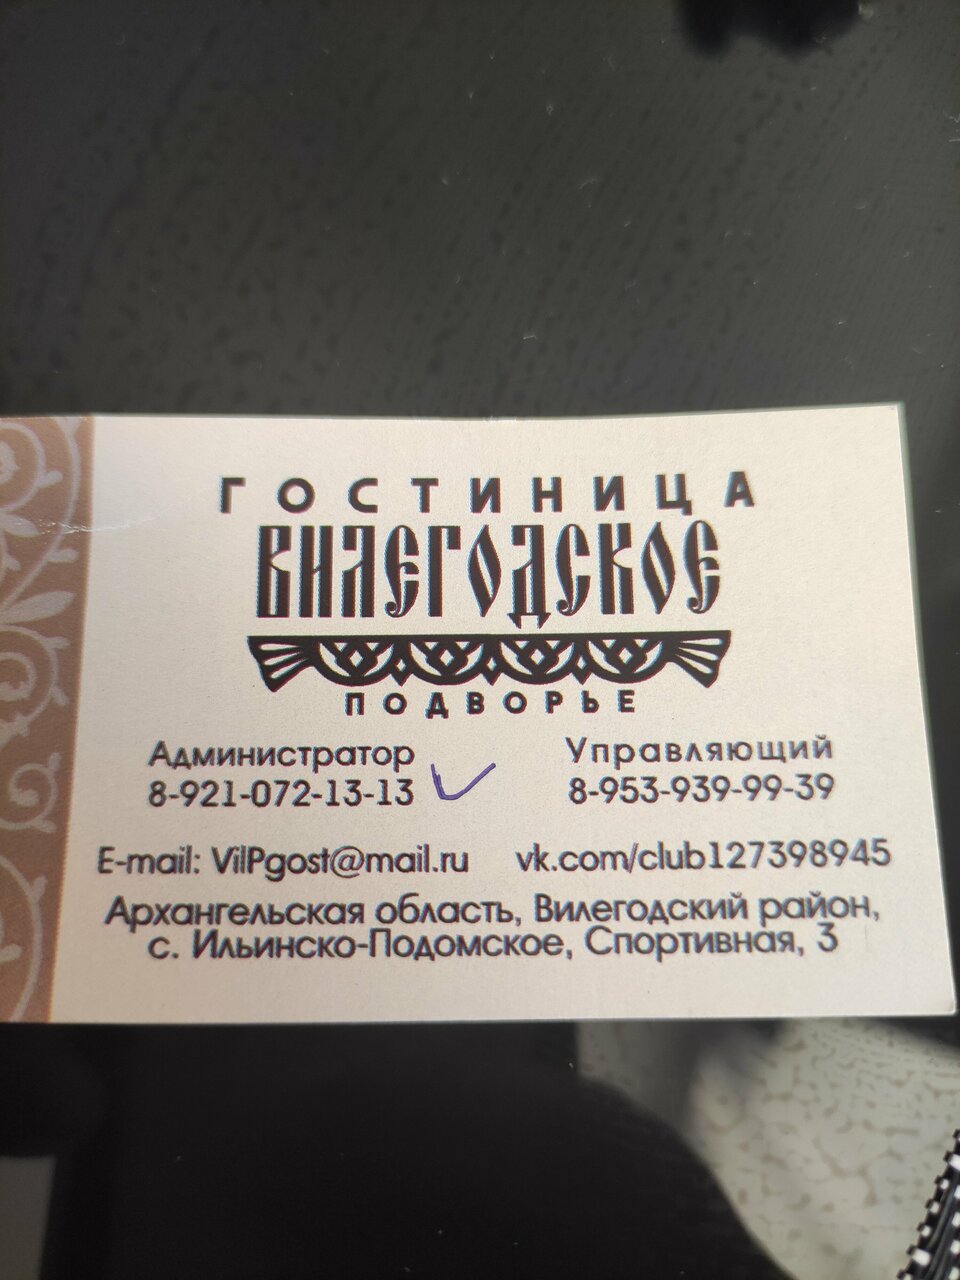 ГОСТИНИЦА
ВИЛЕГОДСКОЕ
ПОДВОРЬЕ
Администратор Управляющий
8-921-072-13-13 8-953-939-99-39
E-mail: VilPgost@mail.ru vk.com/club127398945
Архангельская область, Вилегодский район,
с. Ильинско-Подомское, Спортивная, 3